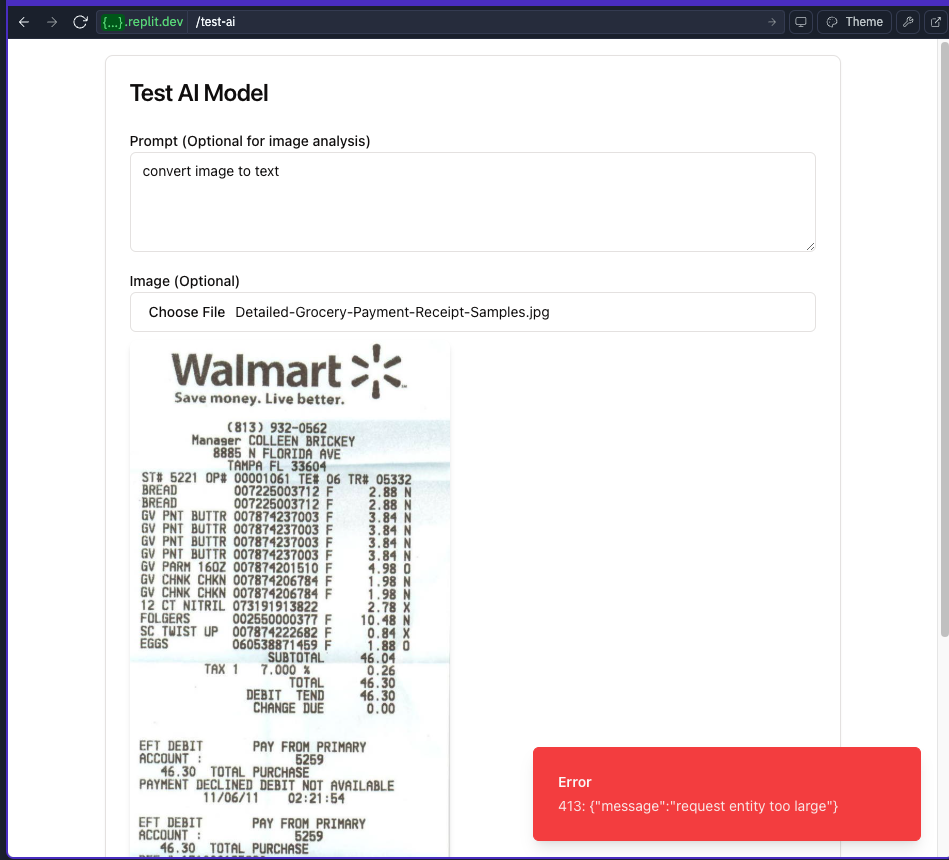 {...}.replit.dev /test-ai
Theme
Test AI Model
Prompt (Optional for image analysis)
convert image to text
Image (Optional)
Choose File Detailed-Grocery-Payment-Receipt-Samples.jpg
Walmart
Save money. Live better.
(813) 932-0562
Manager COLLEEN BRICKEY
8885 N FLORIDA AVE
TAMPA FL 33604
ST# 5221 OP# 00001061 TE# 06 TR# 05332
BREAD 007225003712 F 2.88 N
BREAD 007225003712 F 2.88 N
GV PNT BUTTR 007874237003 F 3.84 N
GV PNT BUTTR 007874237003 F 3.84 N
GV PNT BUTTR 007874237003 F 3.84 N
GV PNT BUTTR 007874237003 F 3.84 N
GV PARM 16OZ 007874201510 F 4.98 O
GV CHNK CHKN 007874206784 F 1.98 N
GV CHNK CHKN 007874206784 F 1.98 N
12 CT NITRIL 073191913822 2.78 X
FOLGERS 002550000377 F 10.48 N
SC TWIST UP 007874222682 F 0.84 X
EGGS 060538871459 F 1.88 O
SUBTOTAL 46.04
TAX 1 7.000 % 0.26
TOTAL 46.30
DEBIT TEND 46.30
CHANGE DUE 0.00
EFT DEBIT PAY FROM PRIMARY
ACCOUNT : 5259
46.30 TOTAL PURCHASE
PAYMENT DECLINED DEBIT NOT AVAILABLE
11/06/11 02:21:54
EFT DEBIT PAY FROM PRIMARY
ACCOUNT : 5259
46.30 TOTAL PURCHASE
Error
413: {"message":"request entity too large"}